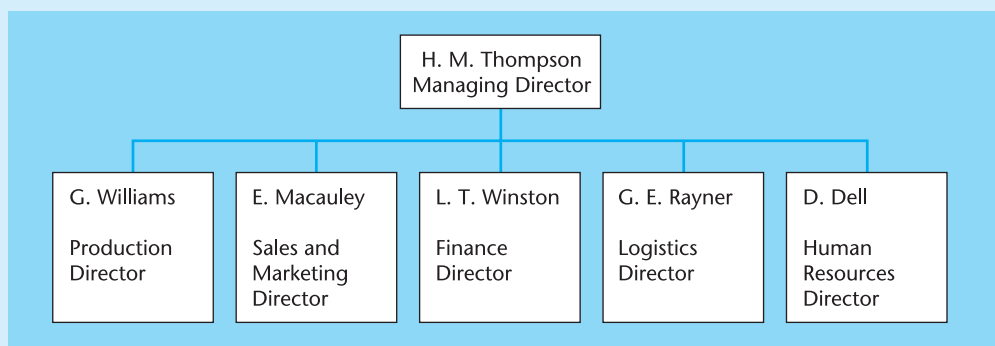 H. M. Thompson
Managing Director
G. Williams
Production
Director
E. Macauley
Sales and
Marketing
Director
L. T. Winston
Finance
Director
G. E. Rayner
Logistics
Director
D. Dell
Human
Resources
Director